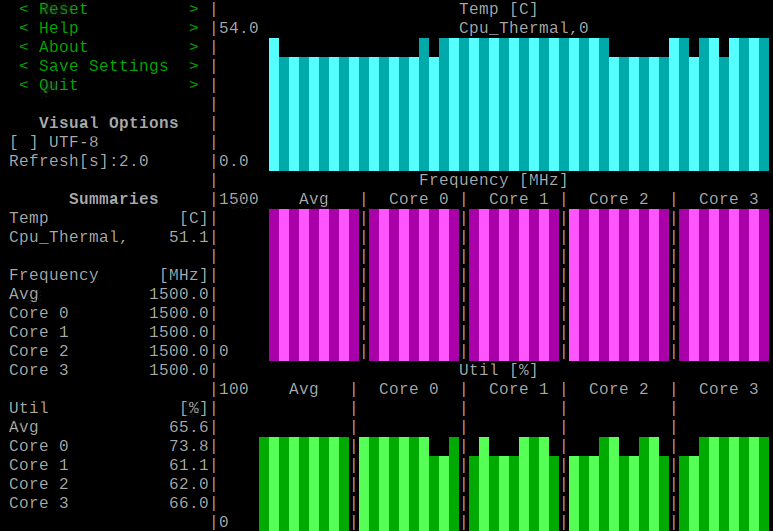 < Reset >
< Help >
< About >
< Save Settings >
< Quit >
Visual Options
[ ] UTF-8
Refresh[s]:2.0
Summaries
Temp [C]
Cpu_Thermal, 51.1
Frequency [MHz]
Avg 1500.0
Core 0 1500.0
Core 1 1500.0
Core 2 1500.0
Core 3 1500.0
Util [%]
Avg 65.6
Core 0 73.8
Core 1 61.1
Core 2 62.0
Core 3 66.0
Temp [C]
54.0 Cpu_Thermal,0
0.0
Frequency [MHz]
1500 Avg | Core 0 | Core 1 | Core 2 | Core 3
0
Util [%]
100 Avg | Core 0 | Core 1 | Core 2 | Core 3
0